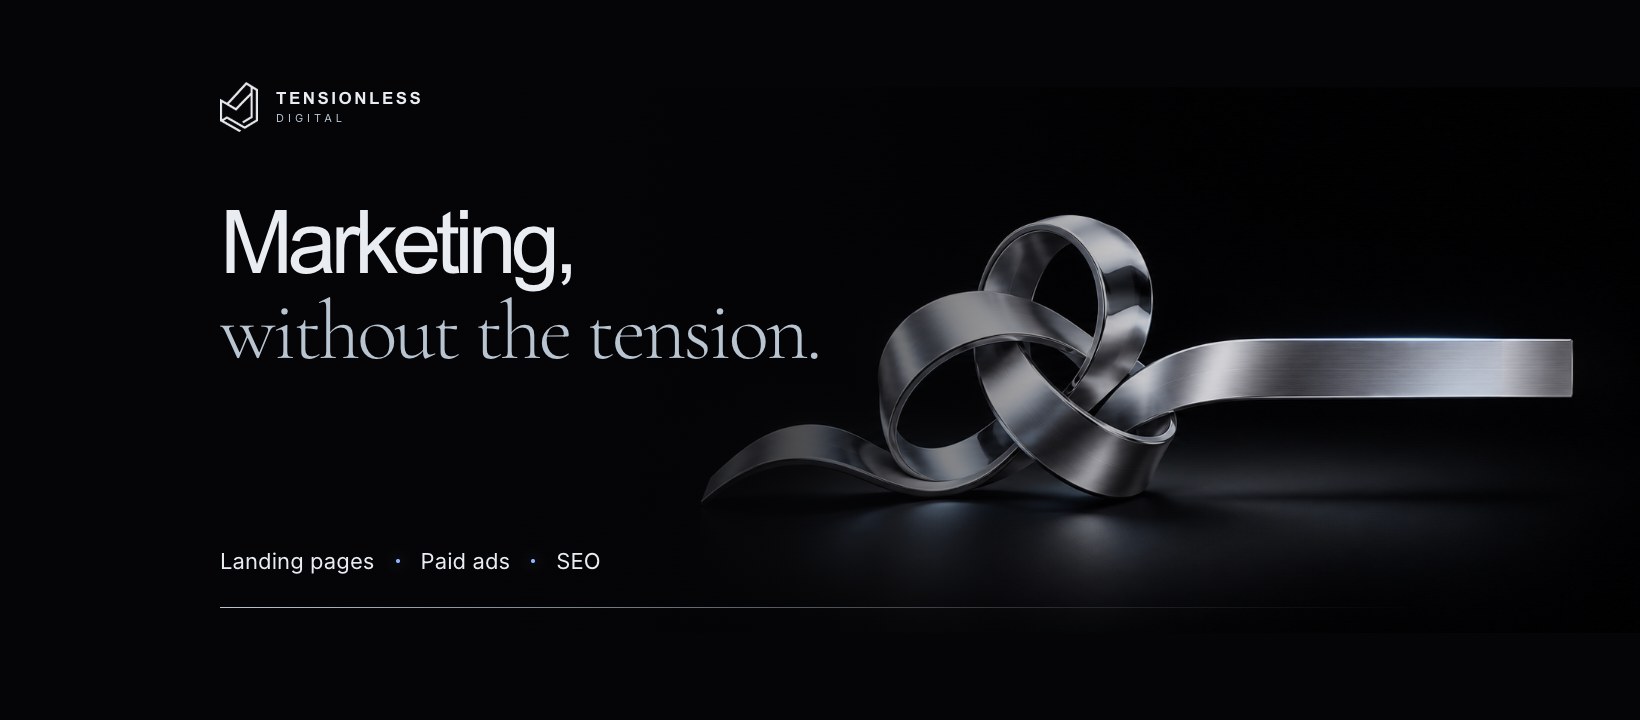 TENSIONLESS
DIGITAL
Marketing,
without the tension.
Landing pages • Paid ads • SEO